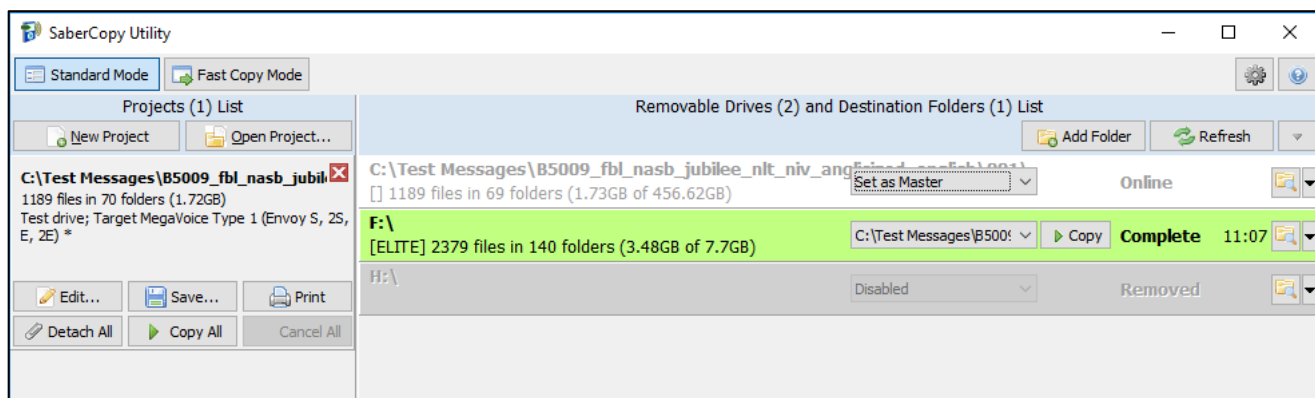 SaberCopy Utility
Standard Mode Fast Copy Mode
Projects (1) List
New Project Open Project...
C:\Test Messages\B5009_fbl_nasb_jubil
1189 files in 70 folders (1.72GB)
Test drive; Target MegaVoice Type 1 (Envoy S, 2S,
E, 2E) *
Edit... Save... Print
Detach All Copy All Cancel All
Removable Drives (2) and Destination Folders (1) List
Add Folder Refresh
C:\Test Messages\B5009_fbl_nasb_jubilee_nlt_niv_ang
[] 1189 files in 69 folders (1.73GB of 456.62GB)
Set as Master Online
F:\
[ELITE] 2379 files in 140 folders (3.48GB of 7.7GB)
C:\Test Messages\B5009 Copy Complete 11:07
H:\
Disabled Removed